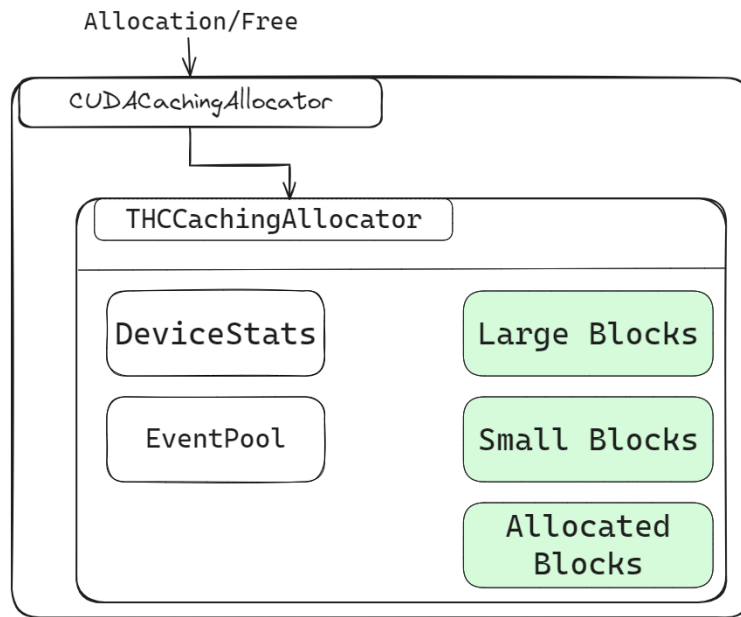 Allocation/Free
CUDACachingAllocator
THCCachingAllocator
DeviceStats
Large Blocks
EventPool
Small Blocks
Allocated
Blocks